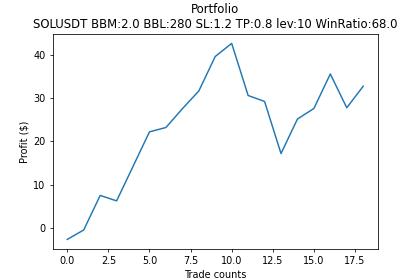 Portfolio
SOLUSDT BBM:2.0 BBL:280 SL:1.2 TP:0.8 lev:10 WinRatio:68.0
40
30
20
10
0
Profit ($)
0.0 2.5 5.0 7.5 10.0 12.5 15.0 17.5
Trade counts